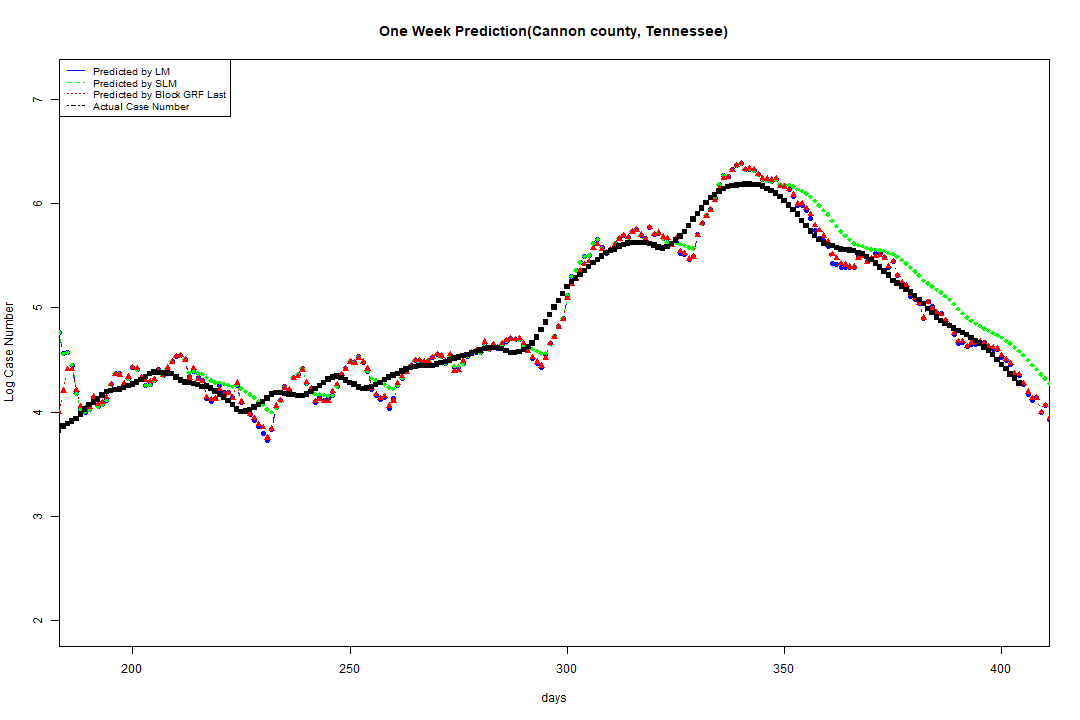 One Week Prediction(Cannon county, Tennessee)
Predicted by LM
Predicted by SLM
Predicted by Block GRF Last
Actual Case Number
7
6
5
4
3
2
Log Case Number
200 250 300 350 400
days